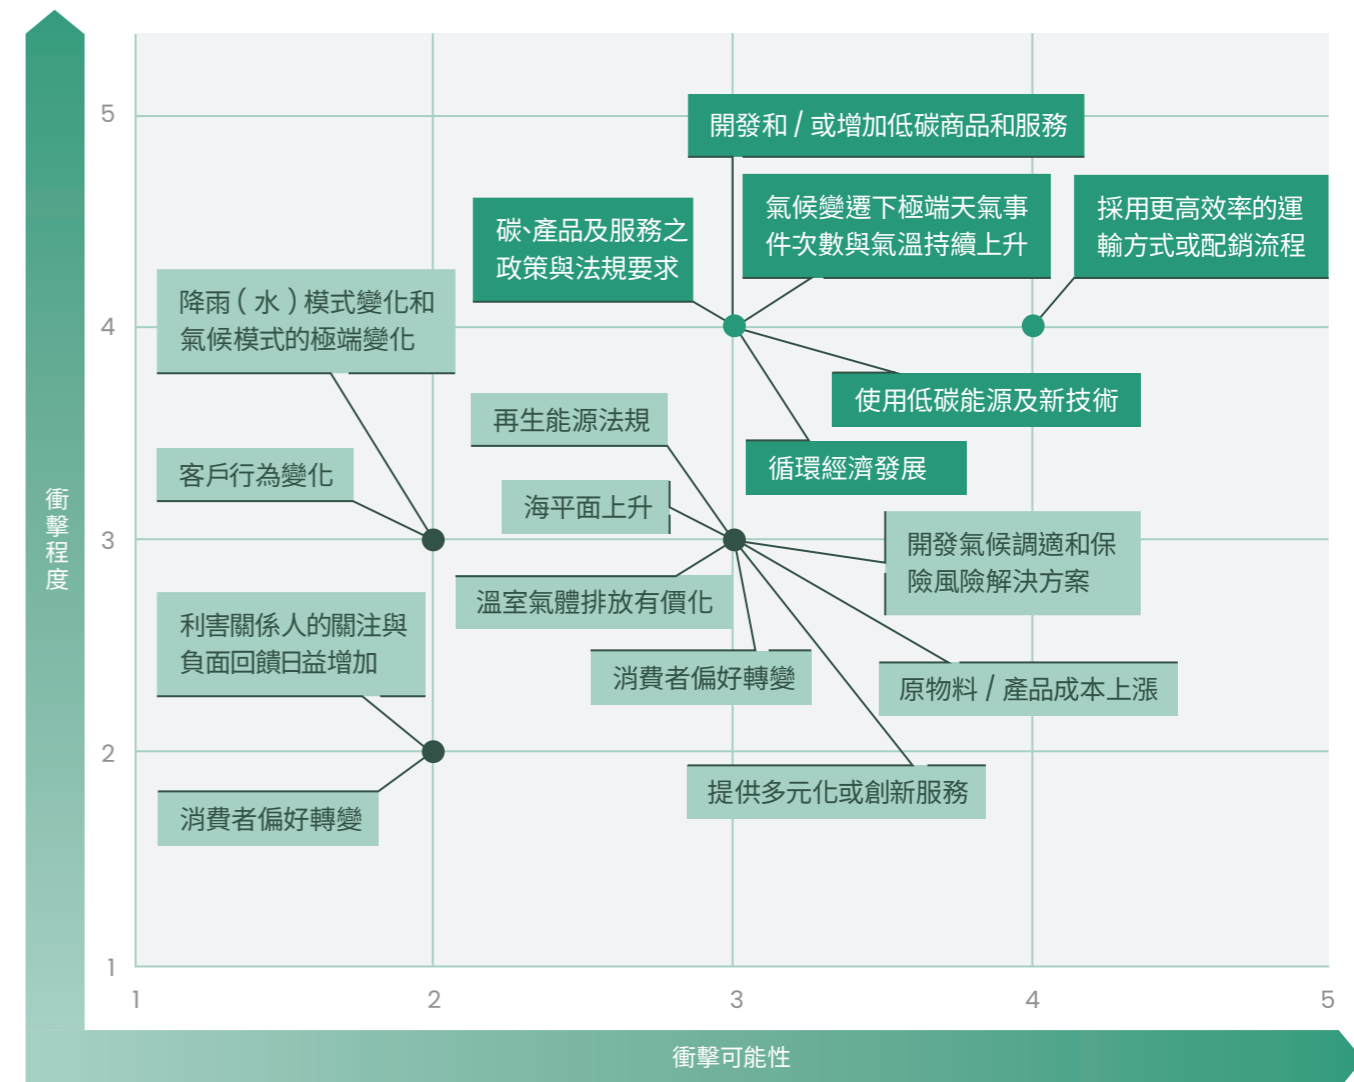 5
開發和 / 或增加低碳商品和服務
氣候變遷下極端天氣事
件次數與氣溫持續上升
採用更高效率的運
輸方式或配銷流程
碳、產品及服務之
政策與法規要求
降雨 ( 水 ) 模式變化和
氣候模式的極端變化
4
使用低碳能源及新技術
再生能源法規
循環經濟發展
客戶行為變化
海平面上升
衝擊程度
3
開發氣候調適和保
險風險解決方案
溫室氣體排放有價化
利害關係人的關注與
負面回饋日益增加
消費者偏好轉變
原物料 / 產品成本上漲
2
提供多元化或創新服務
消費者偏好轉變
1
1
2
3
4
5
衝擊可能性